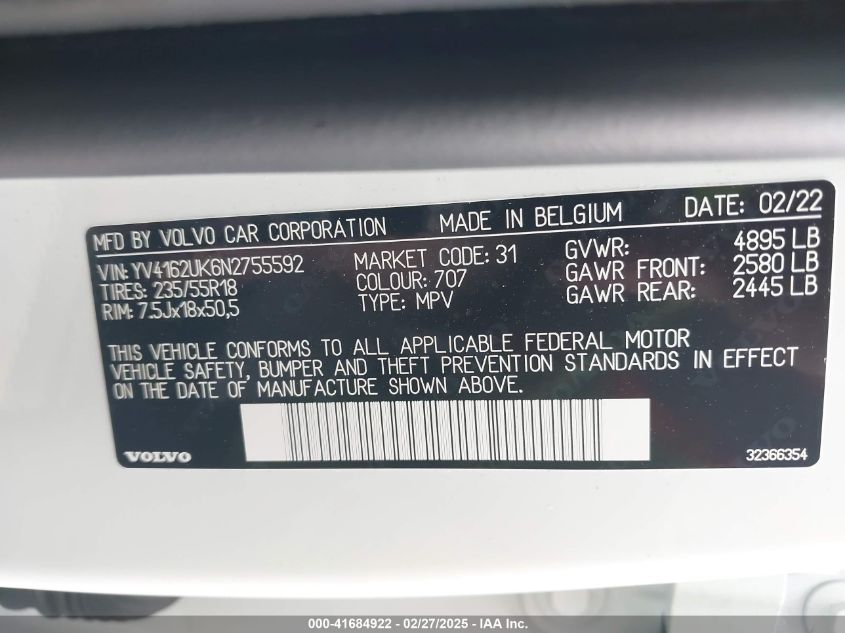 MFD BY VOLVO CAR CORPORATION MADE IN BELGIUM DATE: 02/22
VIN: YV4162UK6N2755592 MARKET CODE: 31 GVWR: 4895 LB
TIRES: 235/55R18 COLOUR: 707 GAWR FRONT: 2580 LB
RIM: 7.5Jx18x50,5 TYPE: MPV GAWR REAR: 2445 LB
THIS VEHICLE CONFORMS TO ALL APPLICABLE FEDERAL MOTOR
VEHICLE SAFETY, BUMPER AND THEFT PREVENTION STANDARDS IN EFFECT
ON THE DATE OF MANUFACTURE SHOWN ABOVE.
VOLVO 32366354
000-41684922 - 02/27/2025 - IAA Inc.